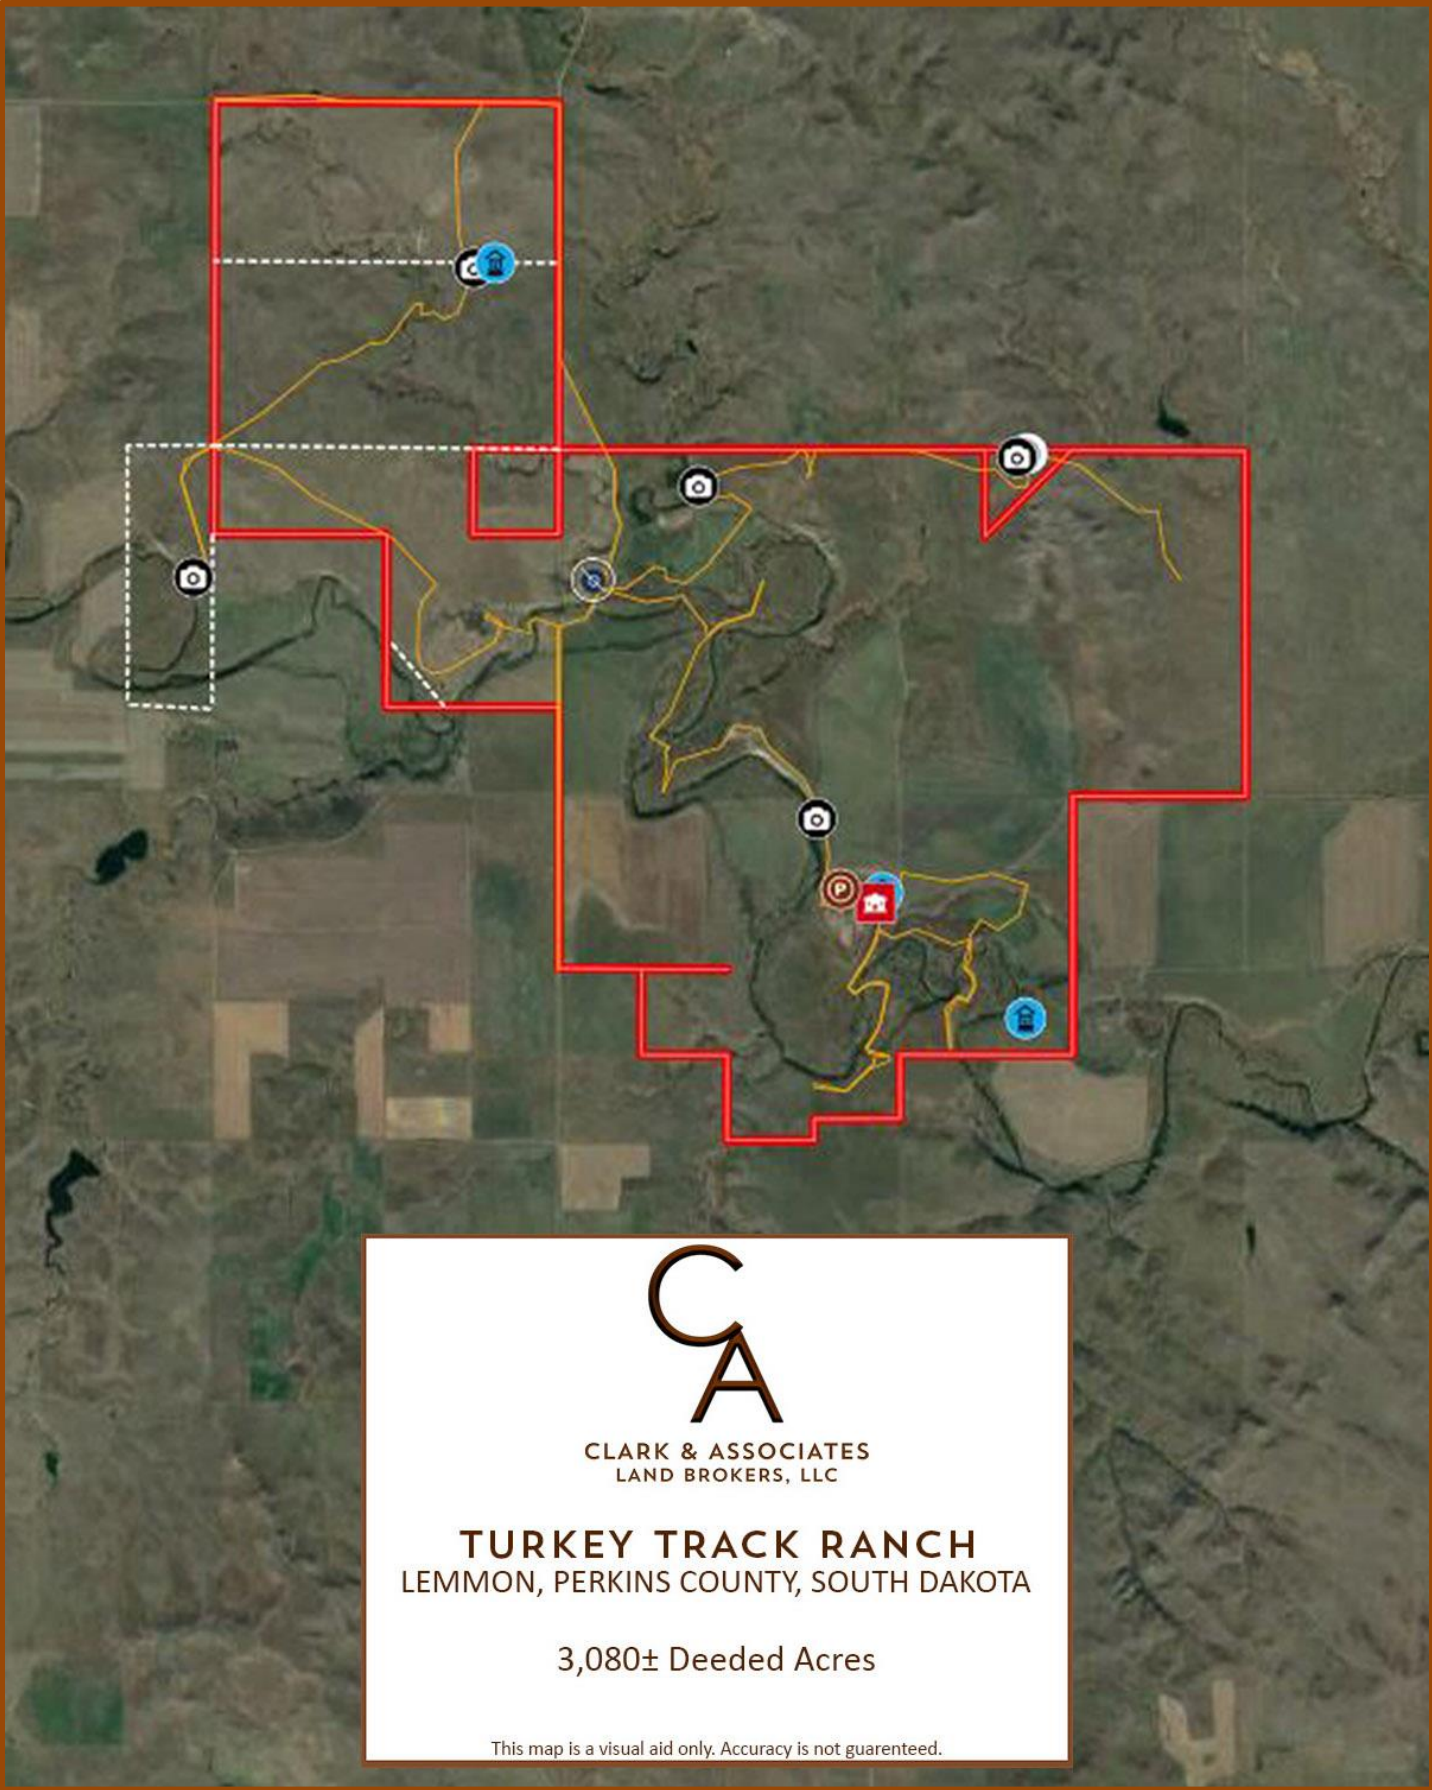 P
CA
CLARK & ASSOCIATES
LAND BROKERS, LLC
TURKEY TRACK RANCH
LEMMON, PERKINS COUNTY, SOUTH DAKOTA
3,080± Deeded Acres
This map is a visual aid only. Accuracy is not guarenteed.